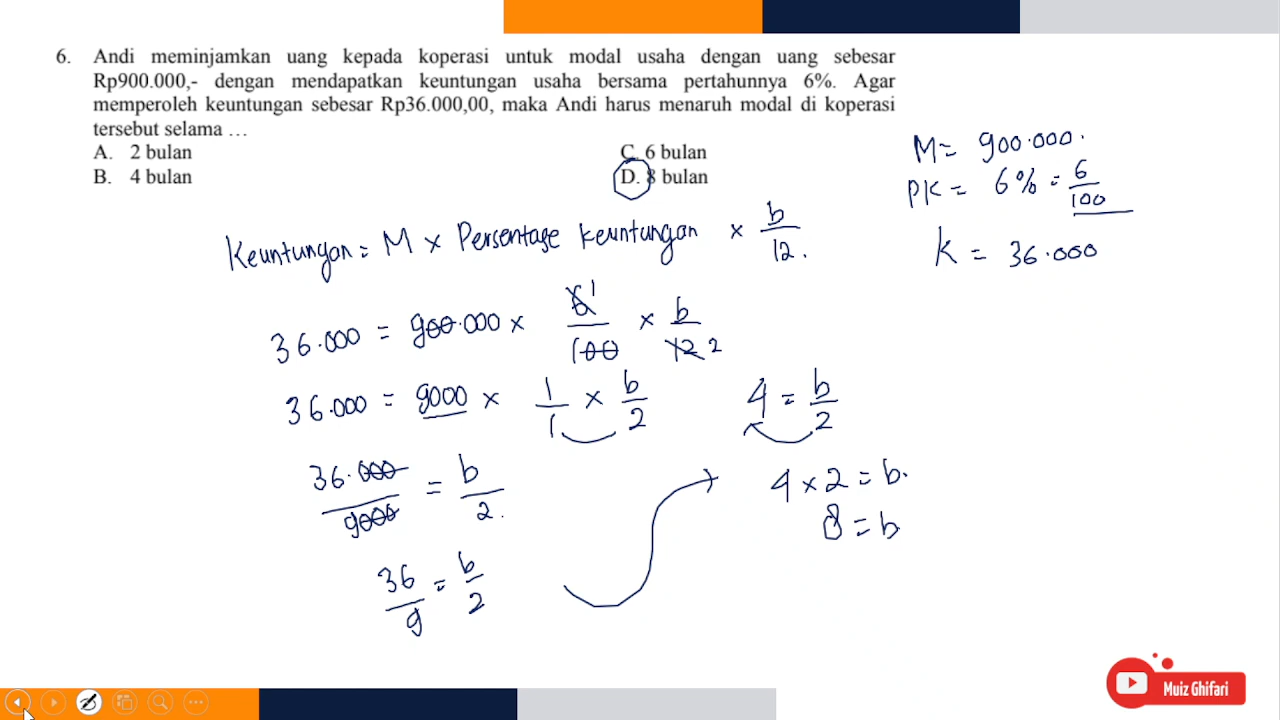 6. Andi meminjamkan uang kepada koperasi untuk modal usaha dengan uang sebesar
Rp900.000,- dengan mendapatkan keuntungan usaha bersama pertahunnya 6%. Agar
memperoleh keuntungan sebesar Rp36.000,00, maka Andi harus menaruh modal di koperasi
tersebut selama …
A. 2 bulan
B. 4 bulan
C. 6 bulan
D. 8 bulan
M = 900.000.
PK = 6% = 6/100
K = 36.000
Keuntungan = M x Persentage keuntungan x b/12.
36.000 = 900.000 x 6 1/100 x b/12 2
36.000 = 9000 x 1/1 x b/2
36.000/9000 = b/2.
36/9 = b/2
4 = b/2
4 x 2 = b.
8 = b
Muiz Ghifari